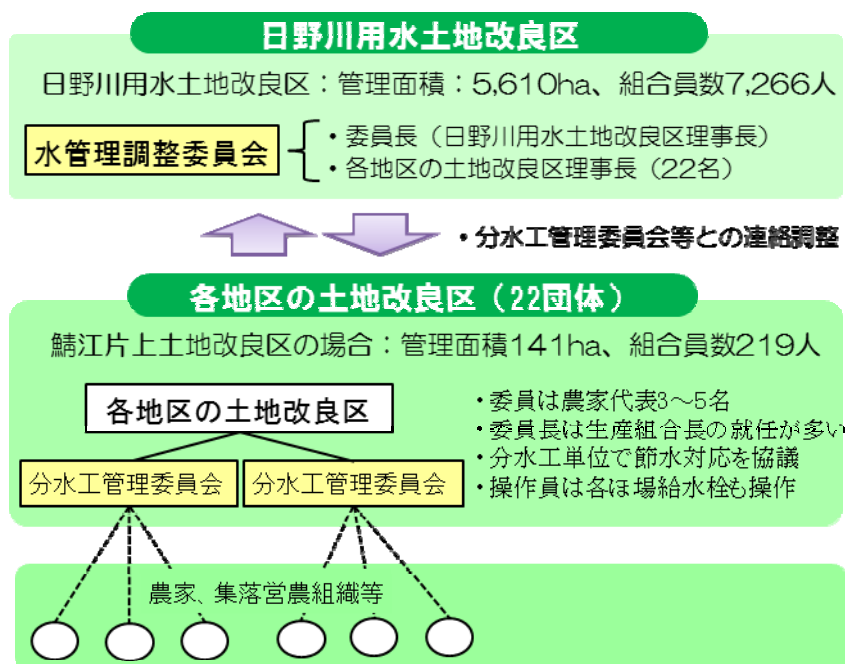 日野川用水土地改良区
日野川用水土地改良区：管理面積：5,610ha、組合員数7,266人
水管理調整委員会
・委員長（日野川用水土地改良区理事長）
・各地区の土地改良区理事長（22名）
・分水工管理委員会等との連絡調整
各地区の土地改良区（22団体）
鯖江片上土地改良区の場合：管理面積141ha、組合員数219人
各地区の土地改良区
・委員は農家代表3～5名
・委員長は生産組合長の就任が多い
・分水工単位で節水対応を協議
・操作員は各ほ場給水栓も操作
分水工管理委員会
分水工管理委員会
農家、集落営農組織等